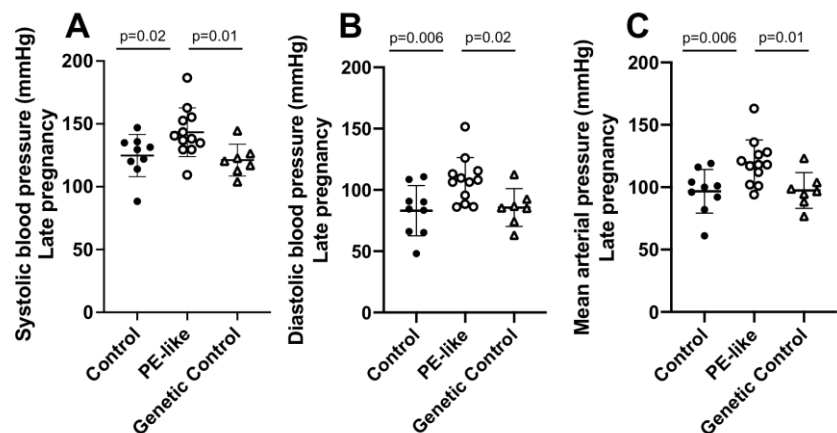 A
p=0.02 p=0.01
Systolic blood pressure (mmHg)
Late pregnancy
200
150
100
50
0
Control
PE-like
Genetic Control
B
p=0.006 p=0.02
Diastolic blood pressure (mmHg)
Late pregnancy
200
150
100
50
0
Control
PE-like
Genetic Control
C
p=0.006 p=0.01
Mean arterial pressure (mmHg)
Late pregnancy
200
150
100
50
0
Control
PE-like
Genetic Control